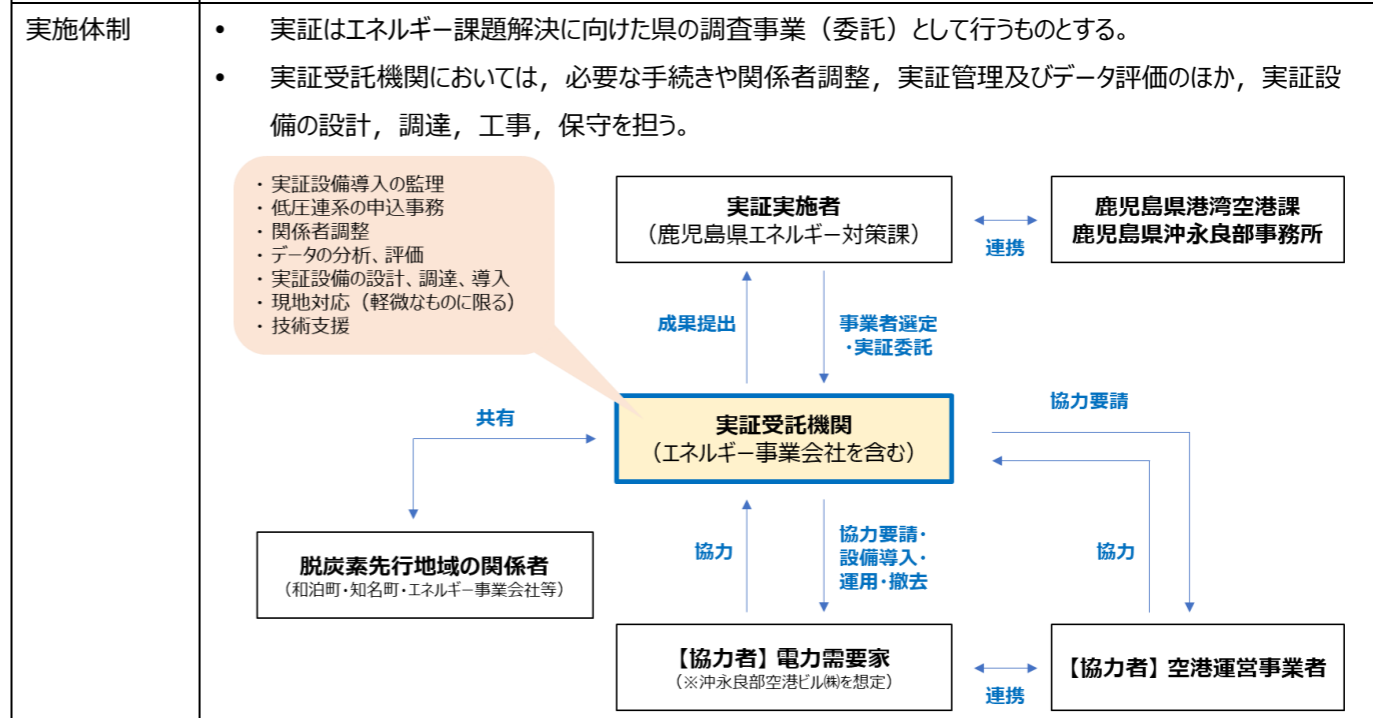 実施体制
• 実証はエネルギー課題解決に向けた県の調査事業（委託）として行うものとする。
• 実証受託機関においては，必要な手続きや関係者調整，実証管理及びデータ評価のほか，実証設
備の設計，調達，工事，保守を担う。
・実証設備導入の監理
・低圧連系の申込事務
・関係者調整
・データの分析、評価
・実証設備の設計、調達、導入
・現地対応（軽微なものに限る）
・技術支援
実証実施者
（鹿児島県エネルギー対策課）
連携
鹿児島県港湾空港課
鹿児島県沖永良部事務所
成果提出
事業者選定
・実証委託
共有
実証受託機関
（エネルギー事業会社を含む）
協力要請
脱炭素先行地域の関係者
（和泊町・知名町・エネルギー事業会社等）
協力
協力要請・
設備導入・
運用・撤去
協力
【協力者】電力需要家
（※沖永良部空港ビル㈱を想定）
連携
【協力者】空港運営事業者